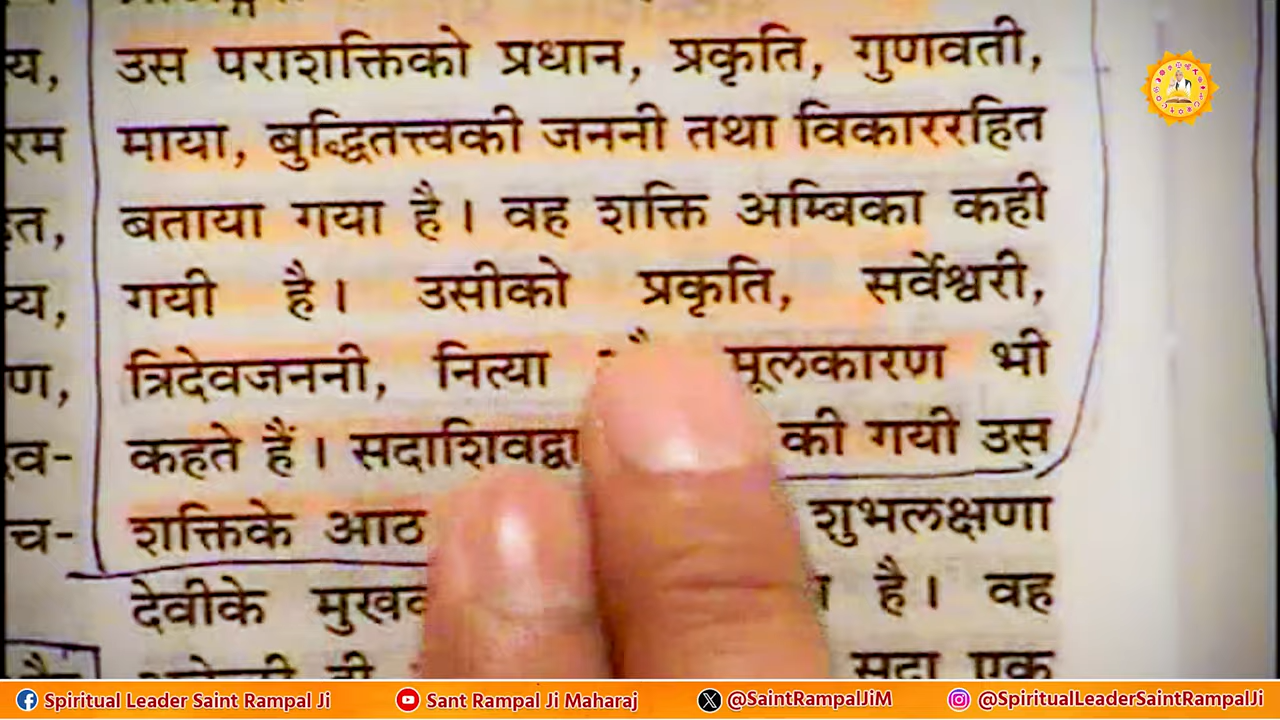 य, उस पराशक्तिको प्रधान, प्रकृति, गुणवती,
रम माया, बुद्धितत्त्वकी जननी तथा विकाररहित
त, बताया गया है। वह शक्ति अम्बिका कही
य, गयी है। उसीको प्रकृति, सर्वेश्वरी,
ण, त्रिदेवजननी, नित्या मूलकारण भी
व- कहते हैं। सदाशिवद्वा की गयी उस
च- शक्तिके आठ शुभलक्षणा
देवीके है। वह
सदा एक
Spiritual Leader Saint Rampal Ji Sant Rampal Ji Maharaj @SaintRampalJiM @SpiritualLeaderSaintRampalJi